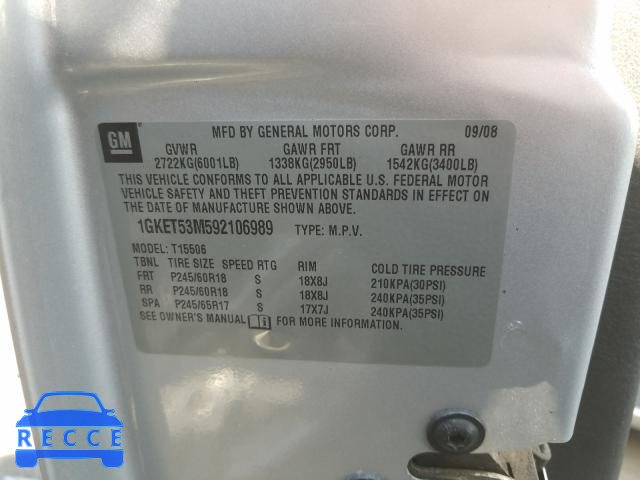 GM
MFD BY GENERAL MOTORS CORP. 09/08
GVWR GAWR FRT GAWR RR
2722KG(6001LB) 1338KG(2950LB) 1542KG(3400LB)
THIS VEHICLE CONFORMS TO ALL APPLICABLE U.S. FEDERAL MOTOR
VEHICLE SAFETY AND THEFT PREVENTION STANDARDS IN EFFECT ON
THE DATE OF MANUFACTURE SHOWN ABOVE.
1GKET53M592106989 TYPE: M.P.V.
MODEL: T15506
TBNL TIRE SIZE SPEED RTG RIM COLD TIRE PRESSURE
FRT P245/60R18 S 18X8J 210KPA(30PSI)
RR P245/60R18 S 18X8J 240KPA(35PSI)
SPA P245/65R17 S 17X7J 240KPA(35PSI)
SEE OWNER'S MANUAL FOR MORE INFORMATION.
RECCE